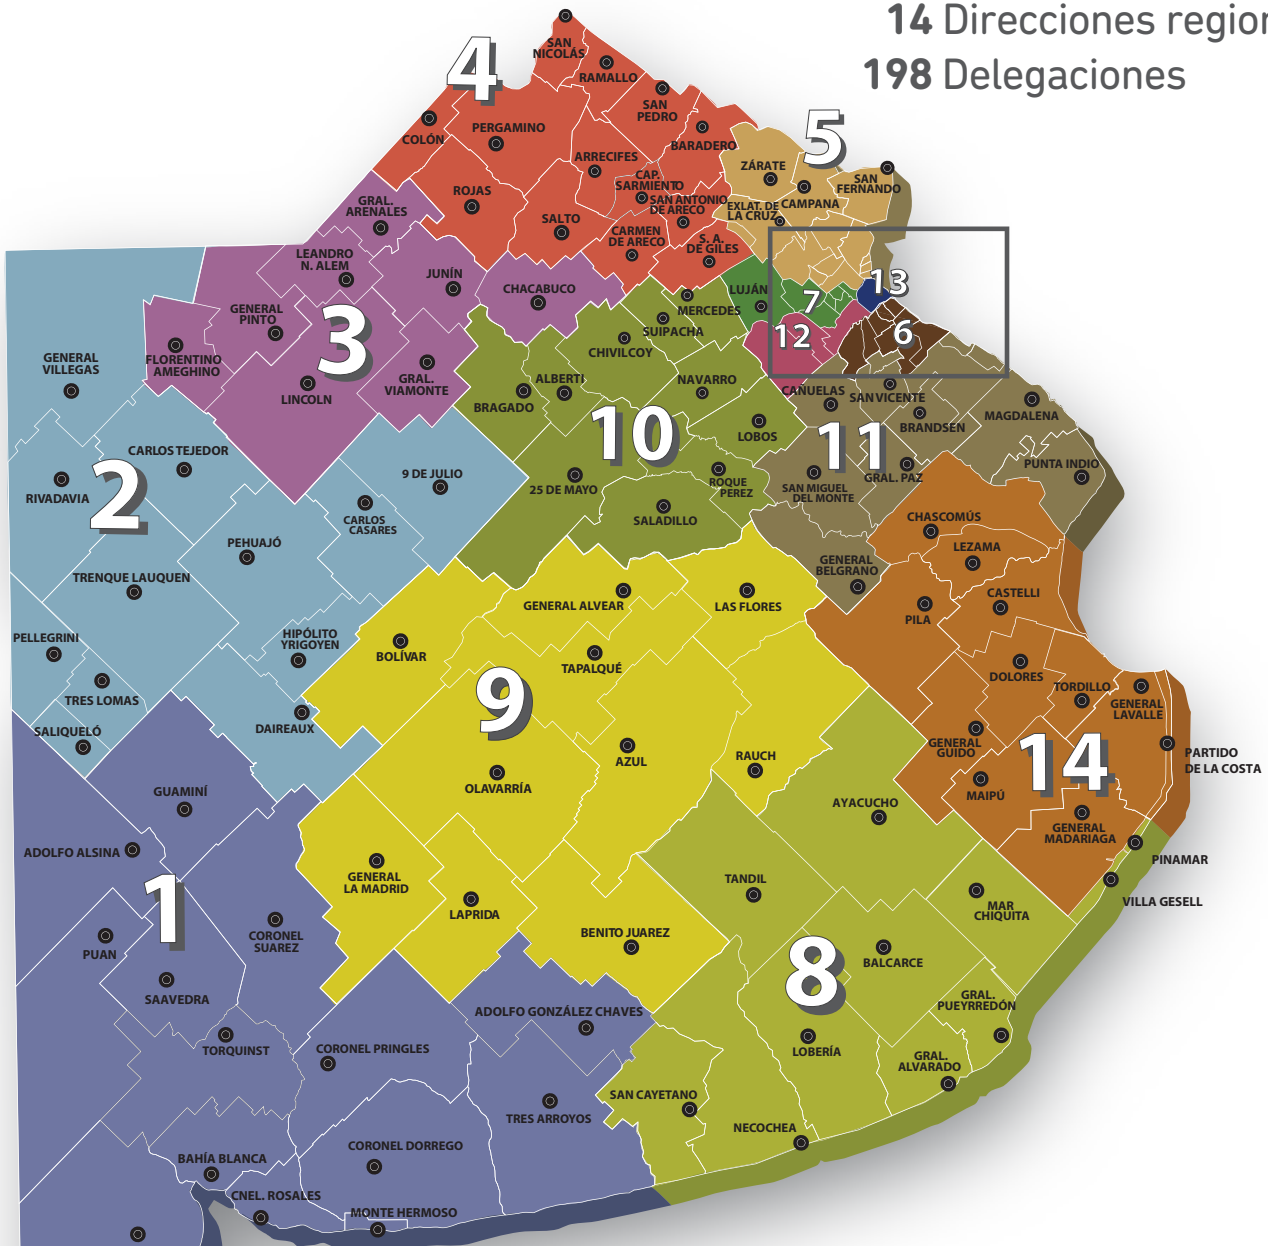 14 Direcciones region
198 Delegaciones
4
SAN
NICOLÁS
RAMALLO
SAN
PEDRO
COLÓN
PERGAMINO
BARADERO
ARRECIFES
CAP.
SARMIENTO
ROJAS
SAN ANTONIO
DE ARECO
SALTO
CARMEN
DE ARECO
S. A.
DE GILES
5
ZÁRATE
SAN
FERNANDO
CAMPANA
EXLAT. DE
LA CRUZ
GRAL.
ARENALES
LEANDRO
N. ALEM
JUNÍN
CHACABUCO
GENERAL
PINTO
3
FLORENTINO
AMEGHINO
LINCOLN
GRAL.
VIAMONTE
LUJÁN
7
13
12
6
MERCEDES
SUIPACHA
CHIVILCOY
ALBERTI
NAVARRO
BRAGADO
10
LOBOS
25 DE MAYO
ROQUE
PEREZ
SALADILLO
CAÑUELAS
SAN VICENTE
BRANDSEN
MAGDALENA
11
GRAL. PAZ
PUNTA INDIO
SAN MIGUEL
DEL MONTE
GENERAL
BELGRANO
GENERAL
VILLEGAS
CARLOS TEJEDOR
RIVADAVIA
2
9 DE JULIO
CARLOS
CASARES
PEHUAJÓ
TRENQUE LAUQUEN
PELLEGRINI
HIPÓLITO
YRIGOYEN
TRES LOMAS
SALIQUELÓ
DAIREAUX
CHASCOMÚS
LEZAMA
CASTELLI
PILA
DOLORES
TORDILLO
GENERAL
LAVALLE
GENERAL
GUIDO
14
PARTIDO
DE LA COSTA
MAIPÚ
GENERAL
MADARIAGA
PINAMAR
VILLA GESELL
GENERAL ALVEAR
LAS FLORES
BOLÍVAR
TAPALQUÉ
9
AZUL
RAUCH
OLAVARRÍA
GENERAL
LA MADRID
LAPRIDA
BENITO JUAREZ
AYACUCHO
TANDIL
MAR
CHIQUITA
8
BALCARCE
GRAL.
PUEYRREDÓN
LOBERÍA
GRAL.
ALVARADO
SAN CAYETANO
NECOCHEA
GUAMINÍ
ADOLFO ALSINA
1
PUAN
CORONEL
SUAREZ
SAAVEDRA
TORQUINST
ADOLFO GONZÁLEZ CHAVES
CORONEL PRINGLES
TRES ARROYOS
CORONEL DORREGO
BAHÍA BLANCA
CNEL. ROSALES
MONTE HERMOSO